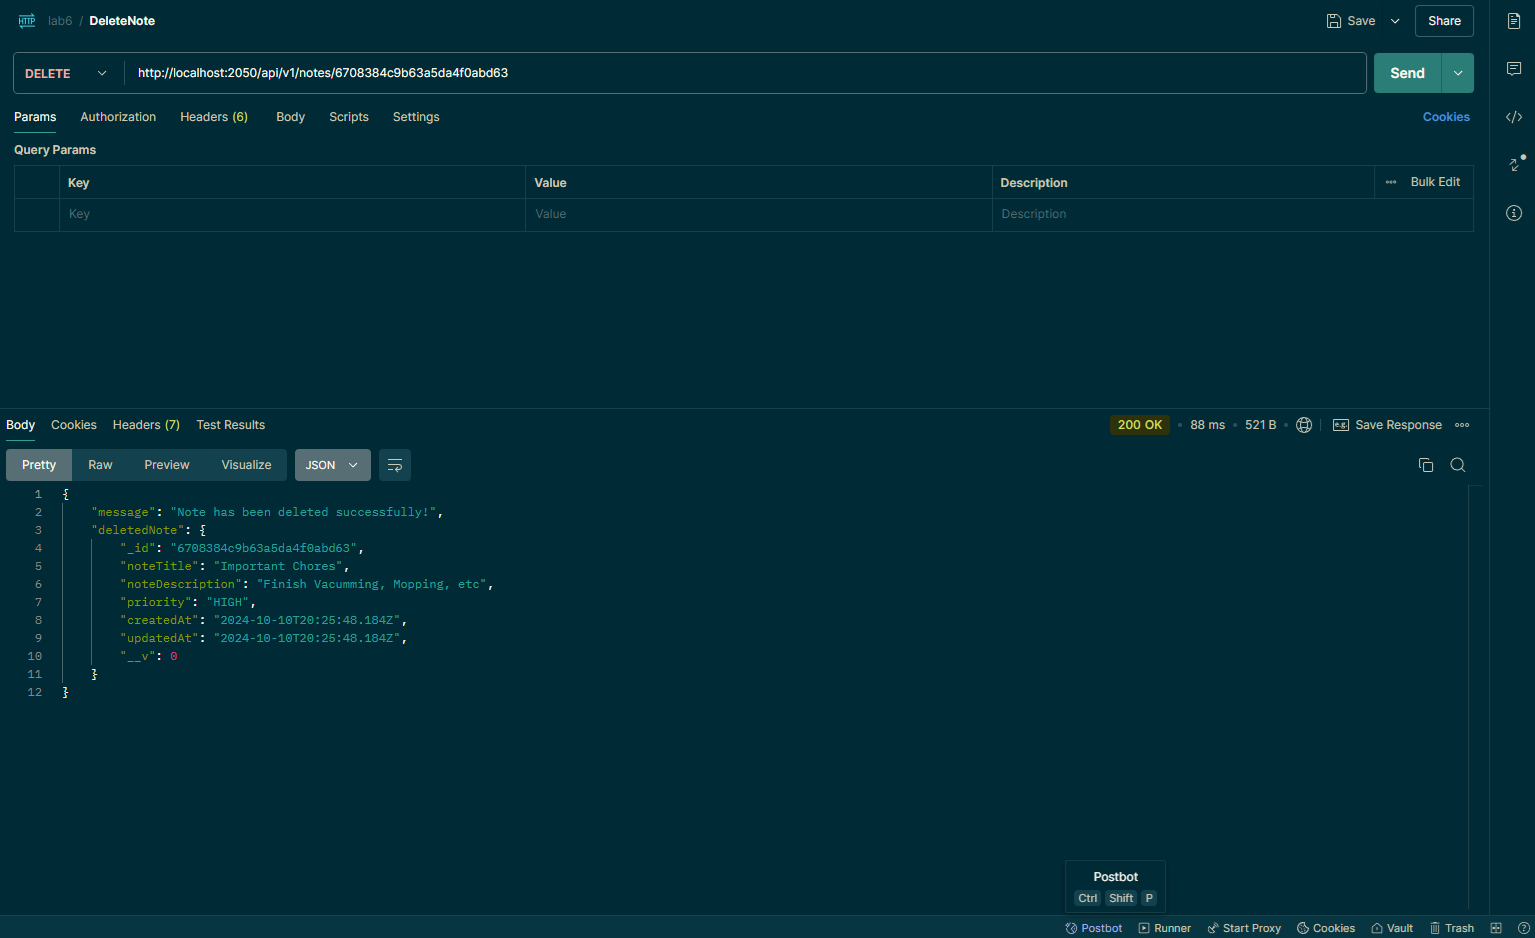 HTTP lab6 / DeleteNote Save Share
DELETE http://localhost:2050/api/v1/notes/6708384c9b63a5da4f0abd63 Send
Params Authorization Headers (6) Body Scripts Settings Cookies
Query Params
Key Value Description ••• Bulk Edit
Key Value Description
Body Cookies Headers (7) Test Results 200 OK • 88 ms • 521 B • e.g. Save Response
Pretty Raw Preview Visualize JSON
1 {
2 "message": "Note has been deleted successfully!",
3 "deletedNote": {
4 "_id": "6708384c9b63a5da4f0abd63",
5 "noteTitle": "Important Chores",
6 "noteDescription": "Finish Vacumming, Mopping, etc",
7 "priority": "HIGH",
8 "createdAt": "2024-10-10T20:25:48.184Z",
9 "updatedAt": "2024-10-10T20:25:48.184Z",
10 "__v": 0
11 }
12 }
Postbot
Ctrl Shift P
Postbot Runner Start Proxy Cookies Vault Trash